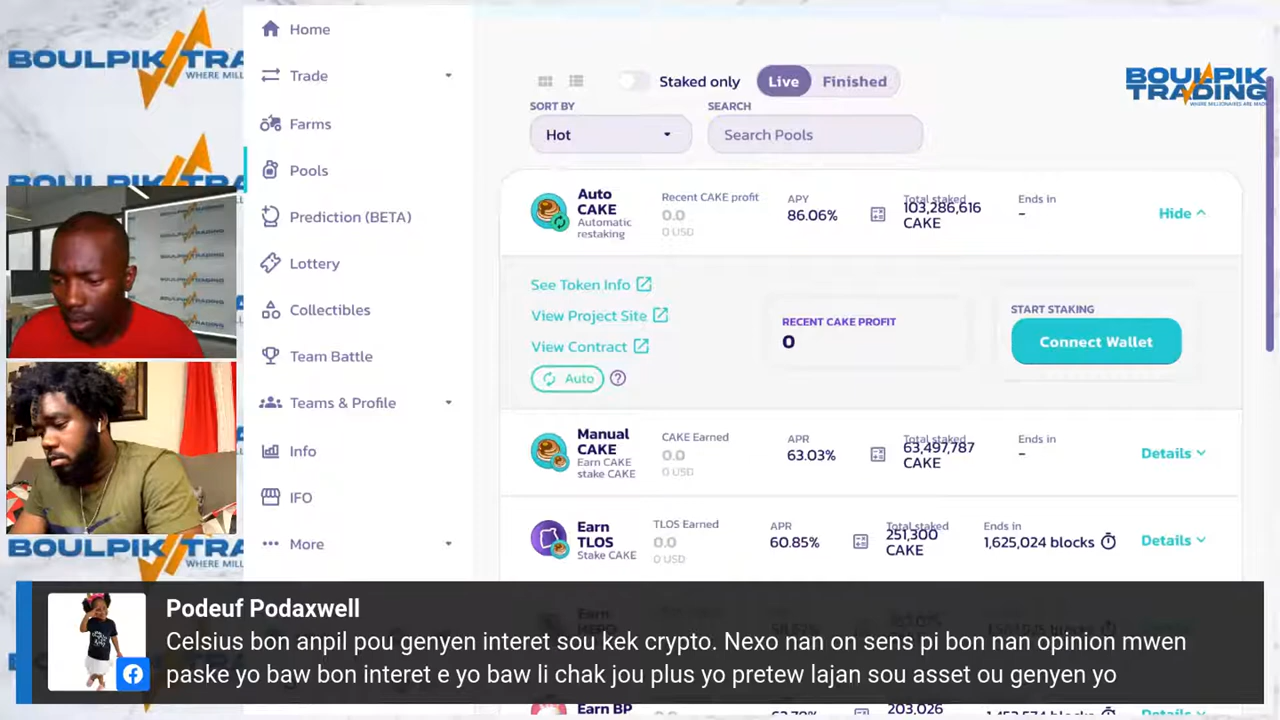 BOULPIK TRA
WHERE MILL
Home
Trade
Farms
Pools
Prediction (BETA)
Lottery
Collectibles
Team Battle
Teams & Profile
Info
IFO
More
Staked only
Live
Finished
BOULPIK
TRADING
WHERE MILLIONAIRES ARE MADE
SORT BY
SEARCH
Hot
Search Pools
Auto
CAKE
Automatic
restaking
Recent CAKE profit
0.0
0 USD
APY
86.06%
Total staked
103,286,616
CAKE
Ends in
-
Hide
See Token Info
View Project Site
View Contract
Auto
RECENT CAKE PROFIT
0
START STAKING
Connect Wallet
Manual
CAKE
Earn CAKE
stake CAKE
CAKE Earned
0.0
0 USD
APR
63.03%
Total staked
63,497,787
CAKE
Ends in
-
Details
Earn
TLOS
Stake CAKE
TLOS Earned
0.0
0 USD
APR
60.85%
Total staked
251,300
CAKE
Ends in
1,625,024 blocks
Details
BOULPIK TRA
WHERE MILL
Podeuf Podaxwell
Celsius bon anpil pou genyen interet sou kek crypto. Nexo nan on sens pi bon nan opinion mwen
paske yo baw bon interet e yo baw li chak jou plus yo pretew lajan sou asset ou genyen yo
Earn BP
203,026